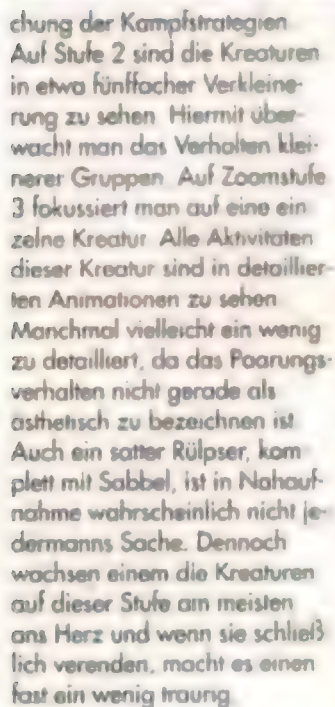 chung der Kampfstrategien
Auf Stufe 2 sind die Kreaturen
in etwa fünffacher Verkleine-
rung zu sehen Hiermit über-
wacht man das Verhalten klei-
nerer Gruppen Auf Zoomstufe
3 fokussiert man auf eine ein
zelne Kreatur Alle Aktivitäten
dieser Kreatur sind in detaillier-
ten Animationen zu sehen
Manchmal vielleicht ein wenig
zu detailliert, da das Paarungs-
verhalten nicht gerade als
ästhetisch zu bezeichnen ist
Auch ein satter Rülpser, kom
plett mit Sabbel, ist in Nahauf-
nahme wahrscheinlich nicht je-
dermanns Sache. Dennoch
wachsen einem die Kreaturen
auf dieser Stufe am meisten
ans Herz und wenn sie schließ
lich verenden, macht es einen
fast ein wenig traurig